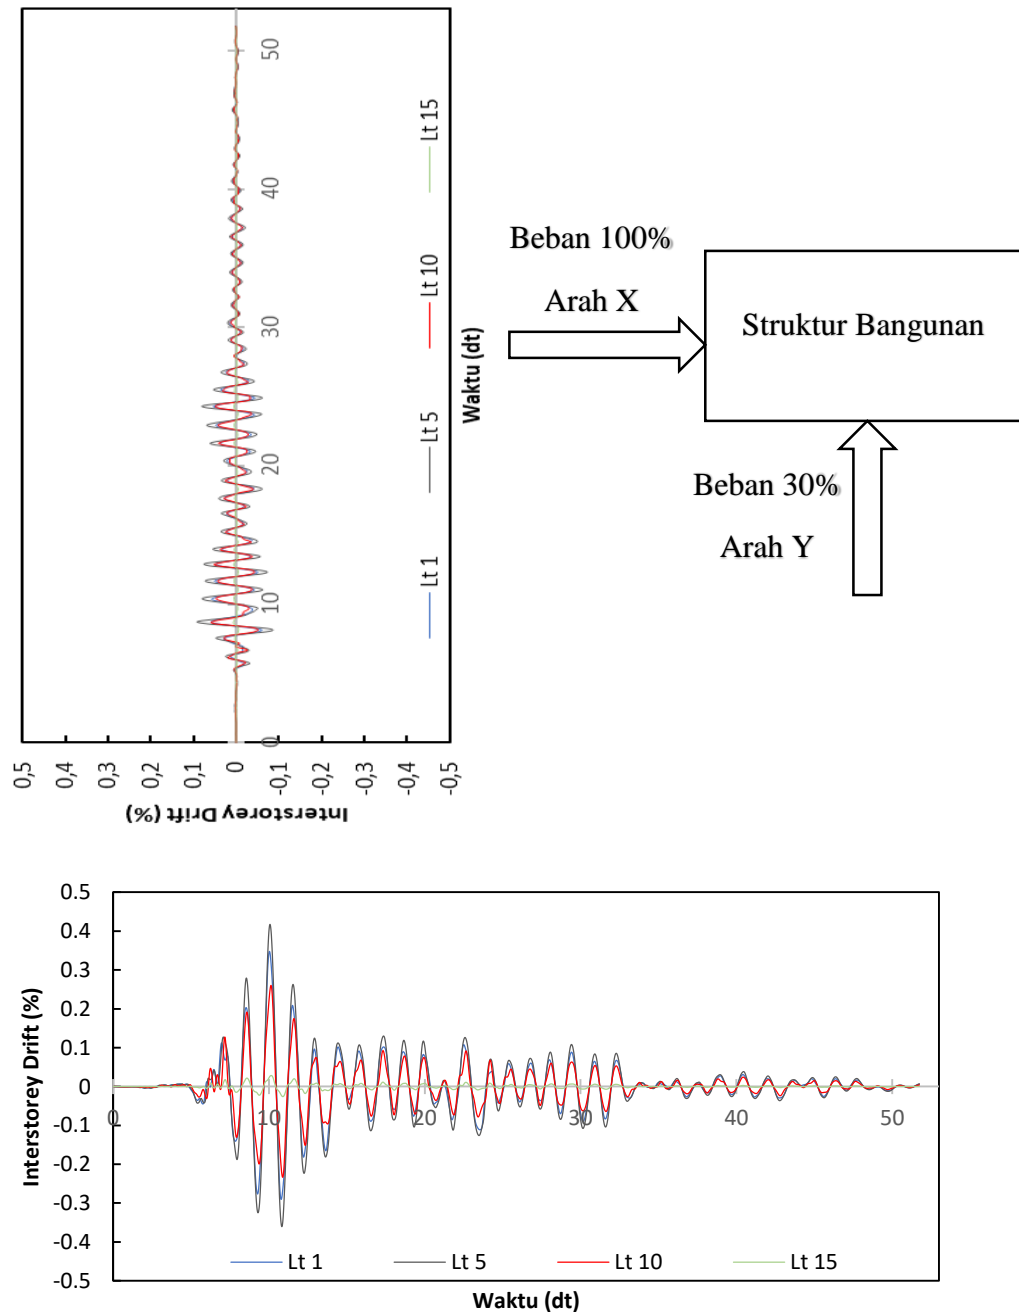 0,5
0,4
0,3
0,2
0,1
0
-0,1
-0,2
-0,3
-0,4
-0,5
Interstorey Drift (%)
0
10
20
30
40
50
Waktu (dt)
Lt 1
Lt 5
Lt 10
Lt 15
Beban 100%
Arah X
Struktur Bangunan
Beban 30%
Arah Y
0.5
0.4
0.3
0.2
0.1
0
-0.1
-0.2
-0.3
-0.4
-0.5
Interstorey Drift (%)
0
10
20
30
40
50
Lt 1
Lt 5
Lt 10
Lt 15
Waktu (dt)